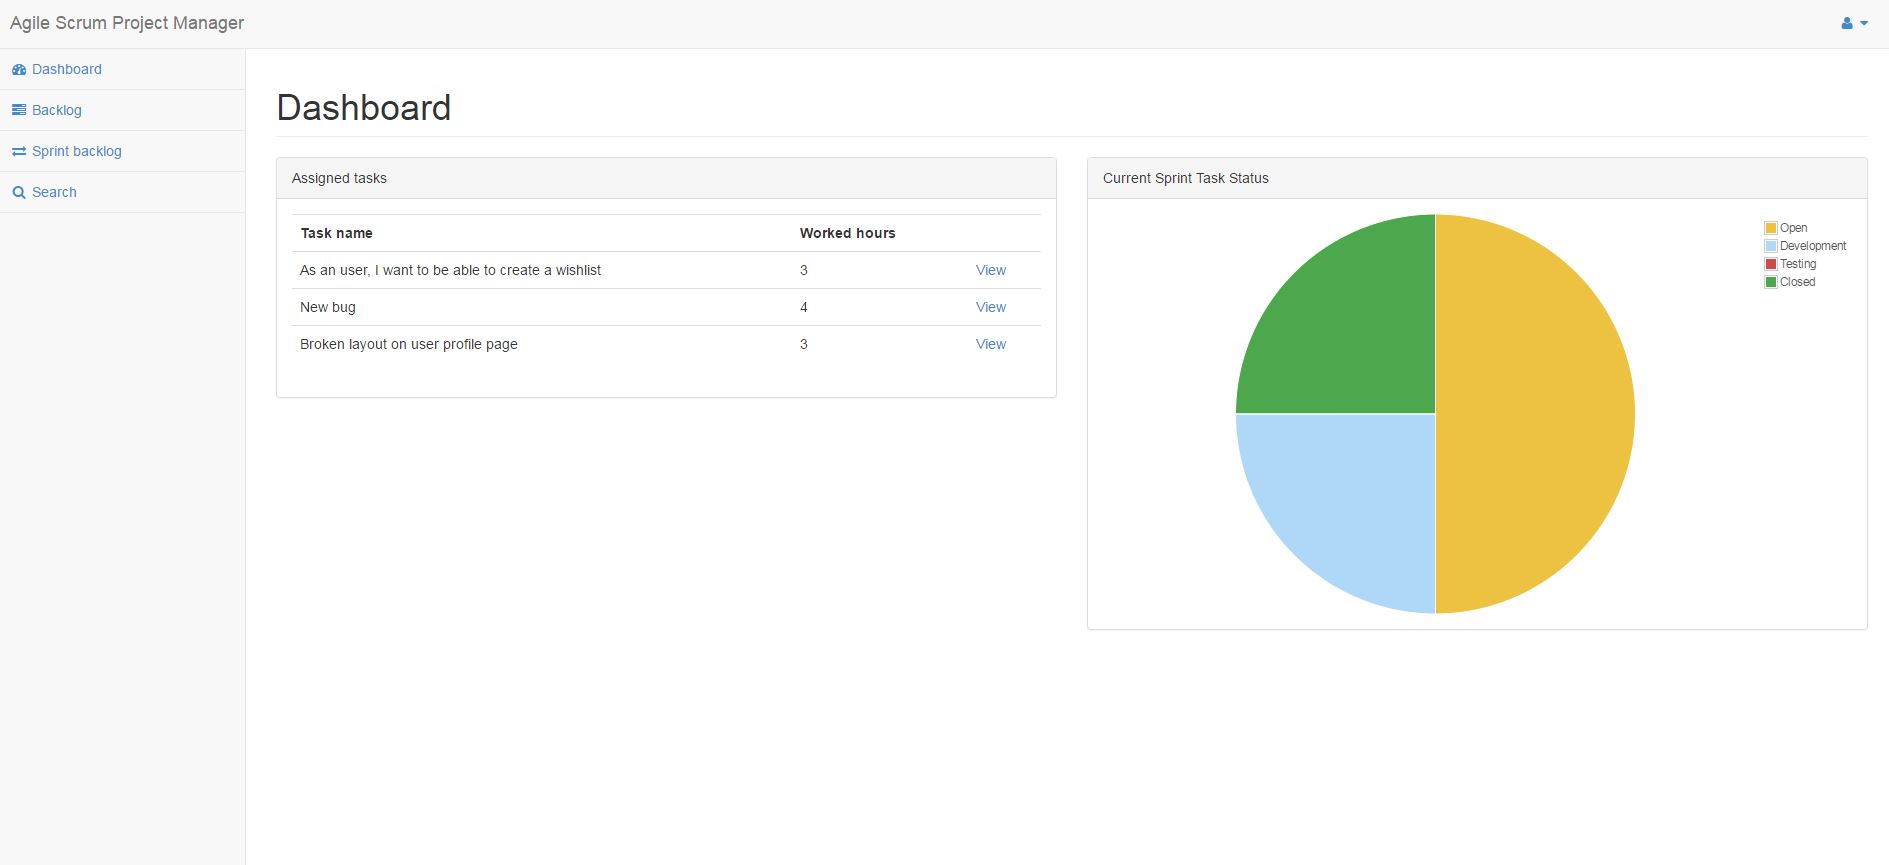 Agile Scrum Project Manager
Dashboard
Backlog
Sprint backlog
Search
Dashboard
Assigned tasks
Task name Worked hours
As an user, I want to be able to create a wishlist 3 View
New bug 4 View
Broken layout on user profile page 3 View
Current Sprint Task Status
Open
Development
Testing
Closed